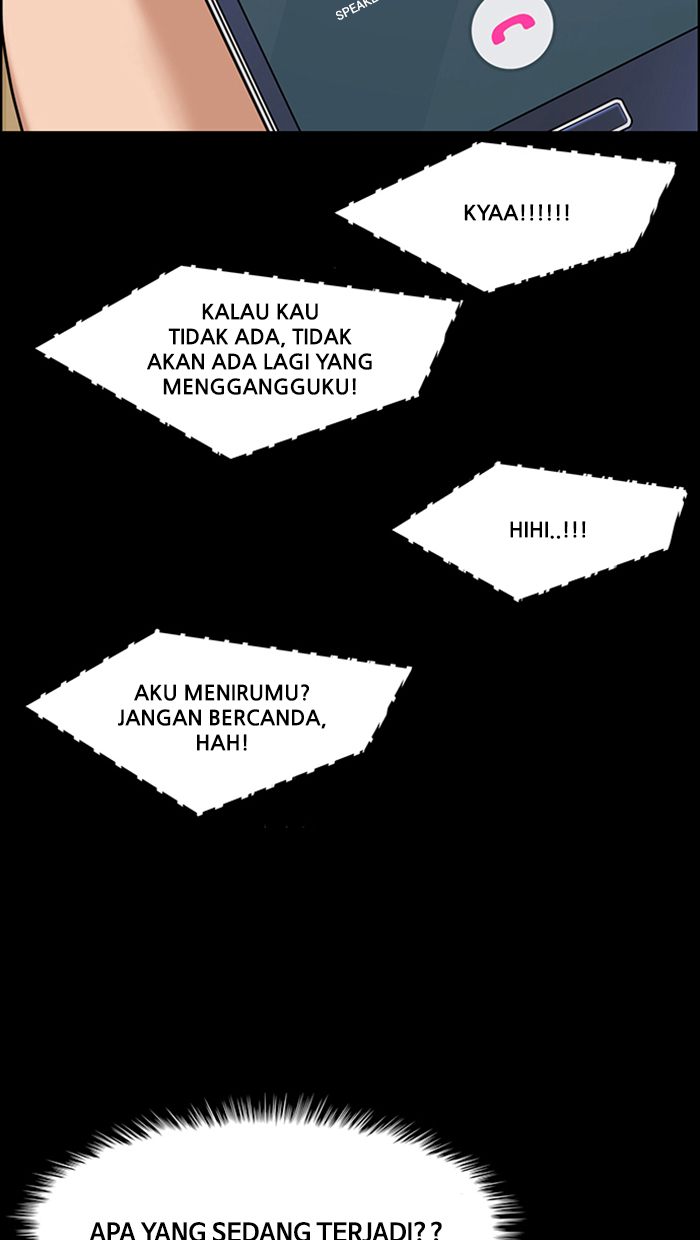 KYAA!!!!!!
KALAU KAU
TIDAK ADA, TIDAK
AKAN ADA LAGI YANG
MENGGANGGUKU!
HIHI..!!!
AKU MENIRUMU?
JANGAN BERCANDA,
HAH!
APA YANG SEDANG TERJADI??